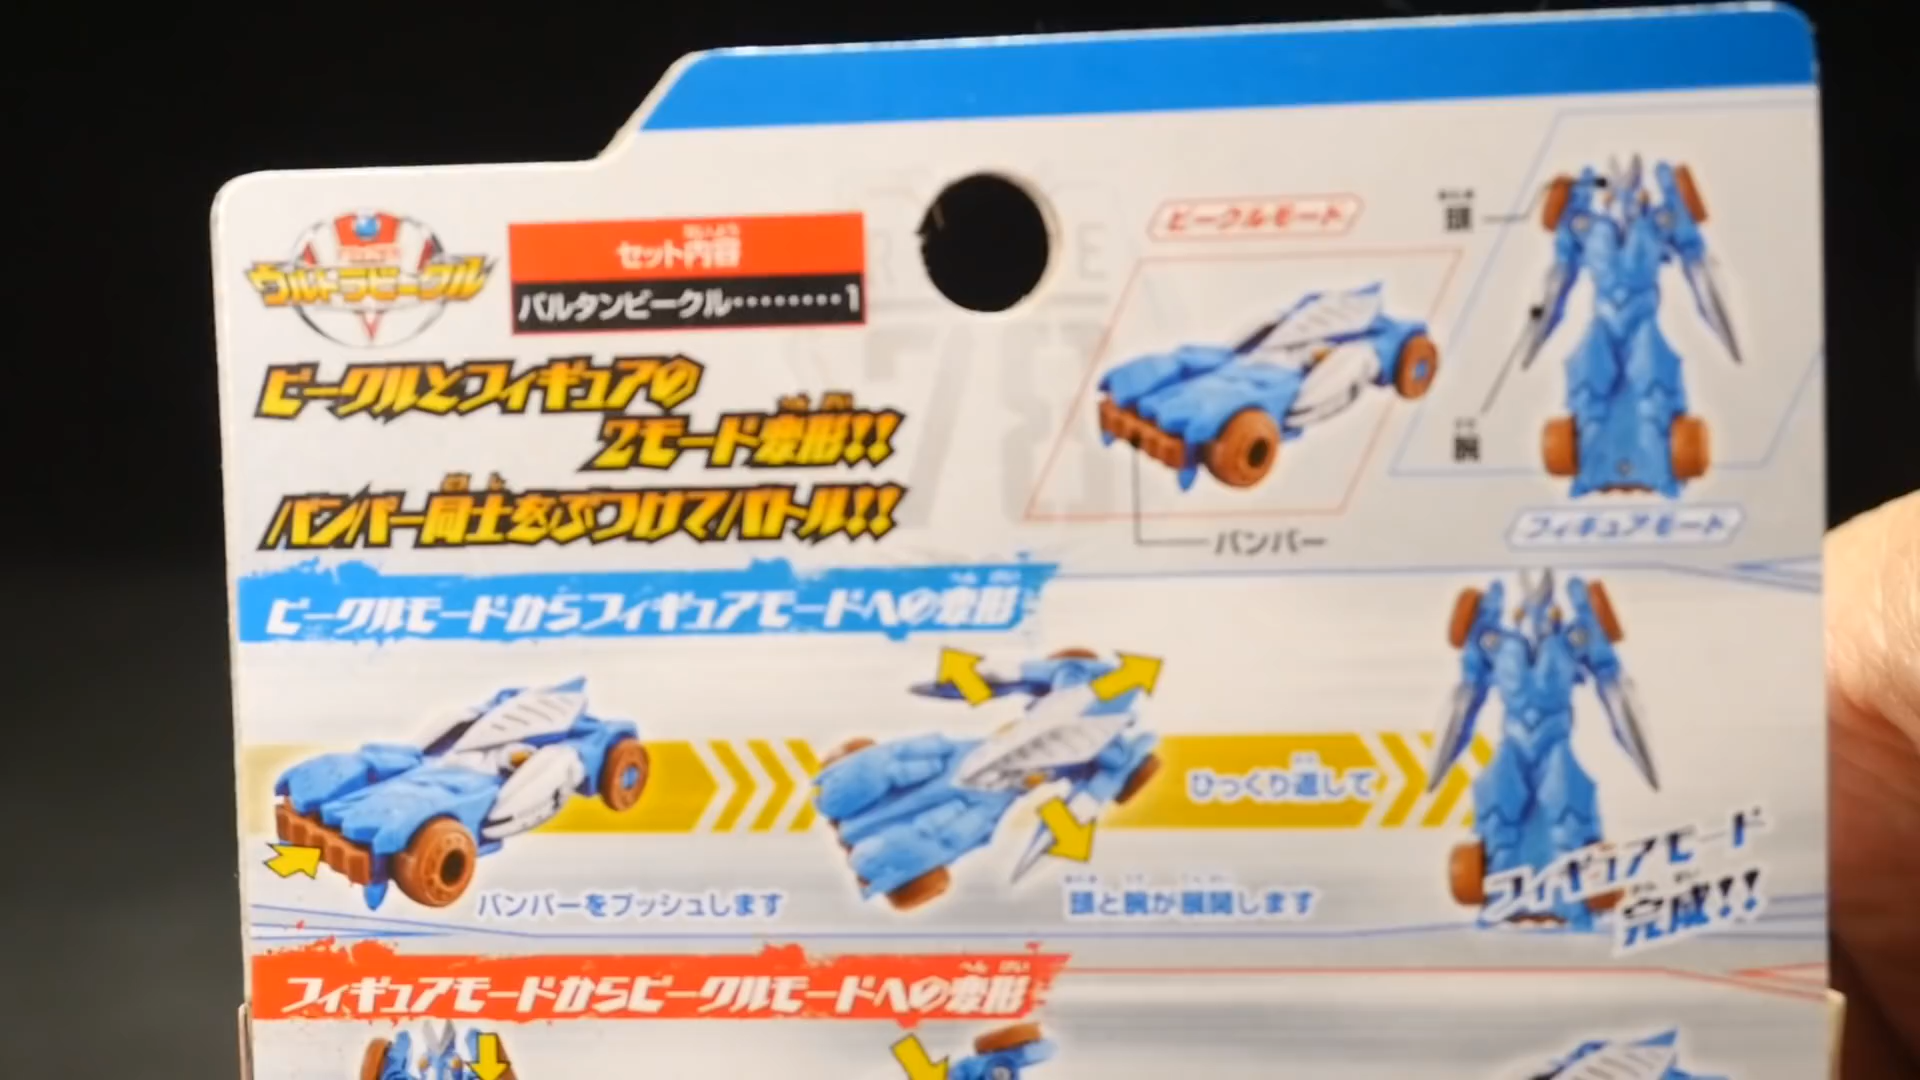 ウルトラビークル
セット内容
バルタンビークル・・・・・・・・・1
ビークルモード
頭
腕
バンパー
フィギュアモード
ビークルとフィギュアの
2モード変形!!
バンパー同士をぶつけてバトル!!
ビークルモードからフィギュアモードへの変形
バンパーをプッシュします
頭と腕が展開します
ひっくり返して
フィギュアモード
完成!!
フィギュアモードからビークルモードへの変形